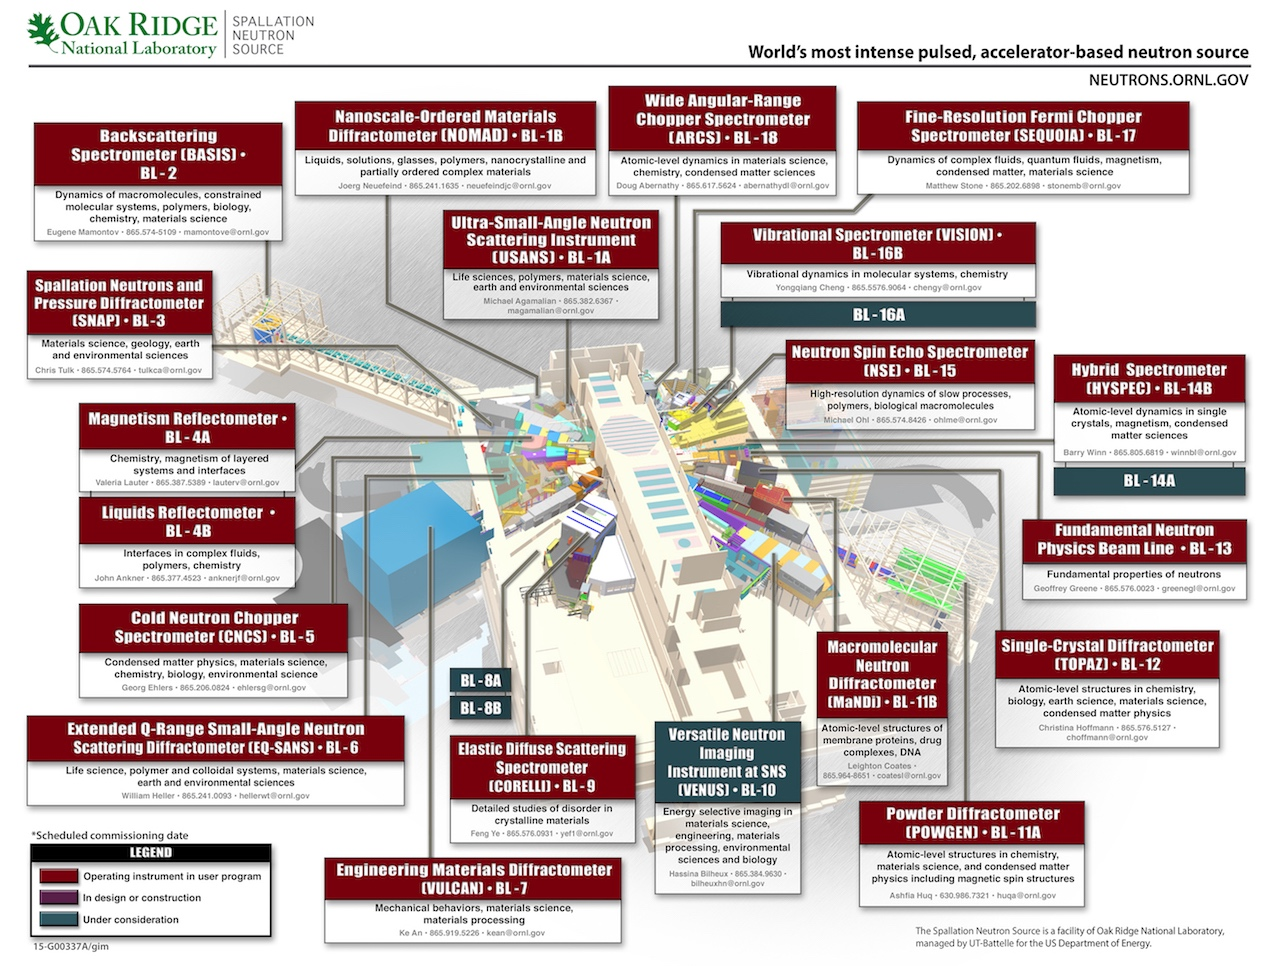 OAK RIDGE
National Laboratory
SPALLATION
NEUTRON
SOURCE
World's most intense pulsed, accelerator-based neutron source
NEUTRONS.ORNL.GOV
Backscattering
Spectrometer (BASIS) •
BL - 2
Dynamics of macromolecules, constrained
molecular systems, polymers, biology,
chemistry, materials science
Eugene Mamontov • 865.574-5109 • mamontove@ornl.gov
Nanoscale-Ordered Materials
Diffractometer (NOMAD) • BL - 1B
Liquids, solutions, glasses, polymers, nanocrystalline and
partially ordered complex materials
Joerg Neuefeind • 865.241.1635 • neuefeindjc@ornl.gov
Wide Angular-Range
Chopper Spectrometer
(ARCS) • BL - 18
Atomic-level dynamics in materials science,
chemistry, condensed matter sciences
Doug Abernathy • 865.617.5624 • abernathydl@ornl.gov
Fine-Resolution Fermi Chopper
Spectrometer (SEQUOIA) • BL - 17
Dynamics of complex fluids, quantum fluids, magnetism,
condensed matter, materials science
Matthew Stone • 865.202.6898 • stonemb@ornl.gov
Ultra-Small-Angle Neutron
Scattering Instrument
(USANS) • BL - 1A
Life sciences, polymers, materials science,
earth and environmental sciences
Michael Agamalian • 865.382.6367 •
magamalian@ornl.gov
Vibrational Spectrometer (VISION) •
BL - 16B
Vibrational dynamics in molecular systems, chemistry
Yongqiang Cheng • 865.5576.9064 • chengy@ornl.gov
BL - 16A
Spallation Neutrons and
Pressure Diffractometer
(SNAP) • BL-3
Materials science, geology, earth
and environmental sciences
Chris Tulk • 865.574.5764 • tulkca@ornl.gov
Neutron Spin Echo Spectrometer
(NSE) • BL - 15
High-resolution dynamics of slow processes,
polymers, biological macromolecules
Michael Ohl • 865.574.8426 • ohlme@ornl.gov
Hybrid Spectrometer
(HYSPEC) • BL-14B
Atomic-level dynamics in single
crystals, magnetism, condensed
matter sciences
Barry Winn • 865.805.6819 • winnbl@ornl.gov
BL - 14A
Magnetism Reflectometer •
BL - 4A
Chemistry, magnetism of layered
systems and interfaces
Valeria Lauter • 865.387.5389 • lauterv@ornl.gov
Liquids Reflectometer •
BL - 4B
Interfaces in complex fluids,
polymers, chemistry
John Ankner • 865.377.4523 • anknerjf@ornl.gov
Fundamental Neutron
Physics Beam Line • BL - 13
Fundamental properties of neutrons
Geoffrey Greene • 865.576.0023 • greenegl@ornl.gov
Cold Neutron Chopper
Spectrometer (CNCS) • BL - 5
Condensed matter physics, materials science,
chemistry, biology, environmental science
Georg Ehlers • 865.206.0824 • ehlersg@ornl.gov
Single-Crystal Diffractometer
(TOPAZ) • BL - 12
Atomic-level structures in chemistry,
biology, earth science, materials science,
condensed matter physics
Christina Hoffmann • 865.576.5127 •
choffmann@ornl.gov
Macromolecular
Neutron
Diffractometer
(MaNDi) • BL - 11B
Atomic-level structures of
membrane proteins, drug
complexes, DNA
Leighton Coates •
865.964-8651 • coatesl@ornl.gov
BL - 8A
BL - 8B
Extended Q-Range Small-Angle Neutron
Scattering Diffractometer (EQ-SANS) • BL - 6
Life science, polymer and colloidal systems, materials science,
earth and environmental sciences
William Heller • 865.241.0093 • hellerwt@ornl.gov
Elastic Diffuse Scattering
Spectrometer
(CORELLI) • BL - 9
Detailed studies of disorder in
crystalline materials
Feng Ye • 865.576.0931 • yef1@ornl.gov
Versatile Neutron
Imaging
Instrument at SNS
(VENUS) • BL-10
Energy selective imaging in
materials science,
engineering, materials
processing, environmental
sciences and biology
Hassina Bilheux • 865.384.9630 •
bilheuxhn@ornl.gov
Powder Diffractometer
(POWGEN) • BL - 11A
Atomic-level structures in chemistry,
materials science, and condensed matter
physics including magnetic spin structures
Ashfia Huq • 630.986.7321 • huqa@ornl.gov
Engineering Materials Diffractometer
(VULCAN) • BL - 7
Mechanical behaviors, materials science,
materials processing
Ke An • 865.919.5226 • kean@ornl.gov
*Scheduled commissioning date
LEGEND
Operating instrument in user program
In design or construction
Under consideration
15-G00337A/gim
The Spallation Neutron Source is a facility of Oak Ridge National Laboratory,
managed by UT-Battelle for the US Department of Energy.